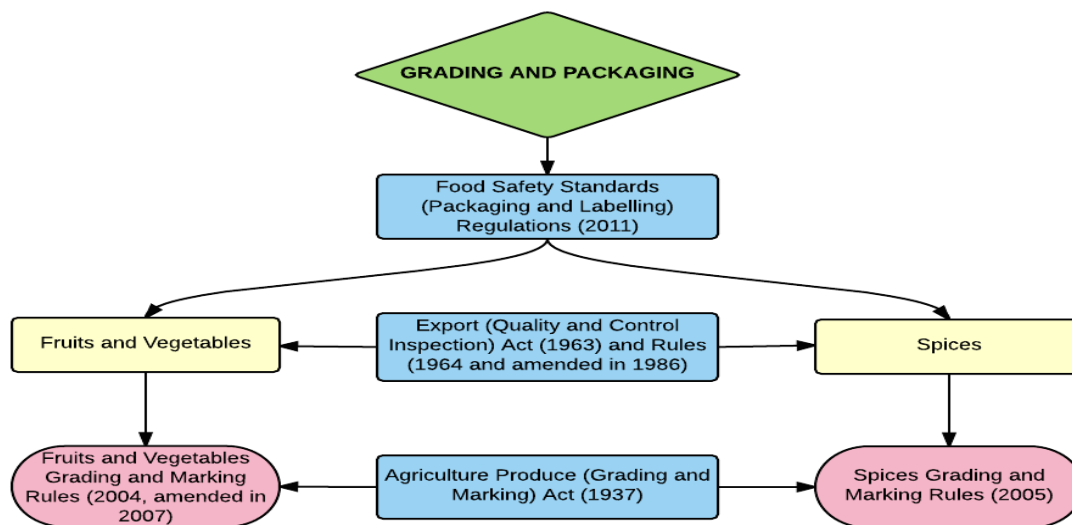 GRADING AND PACKAGING
Food Safety Standards
(Packaging and Labelling)
Regulations (2011)
Fruits and Vegetables
Export (Quality and Control
Inspection) Act (1963) and Rules
(1964 and amended in 1986)
Spices
Fruits and Vegetables
Grading and Marking
Rules (2004, amended in
2007)
Agriculture Produce (Grading and
Marking) Act (1937)
Spices Grading and
Marking Rules (2005)